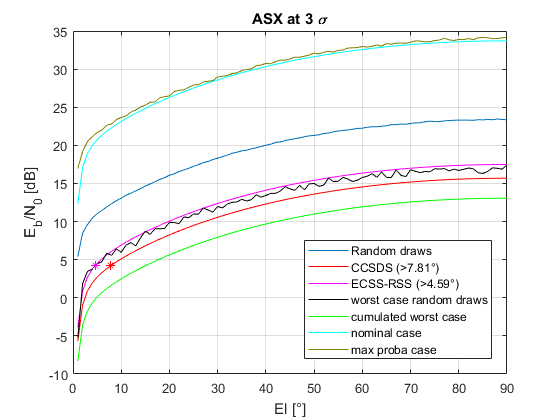 ASX at 3 σ
35
30
25
20
15
10
5
0
-5
-10
E_b/N_0 [dB]
Random draws
CCSDS (>7.81°)
ECSS-RSS (>4.59°)
worst case random draws
cumulated worst case
nominal case
max proba case
0 10 20 30 40 50 60 70 80 90
El [°]